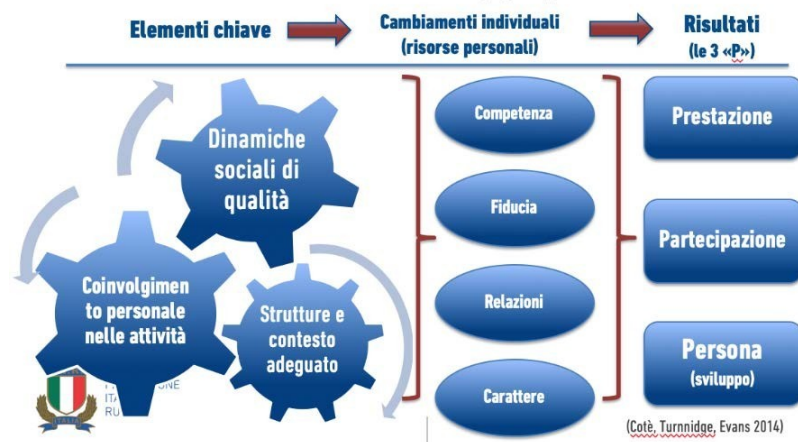 Elementi chiave
Cambiamenti individuali
(risorse personali)
Risultati
(le 3 «P»)
Dinamiche
sociali di
qualità
Coinvolgimen
to personale
nelle attività
Strutture e
contesto
adeguato
Competenza
Fiducia
Relazioni
Carattere
Prestazione
Partecipazione
Persona
(sviluppo)
ITALIA
(Cotè, Turnnidge, Evans 2014)